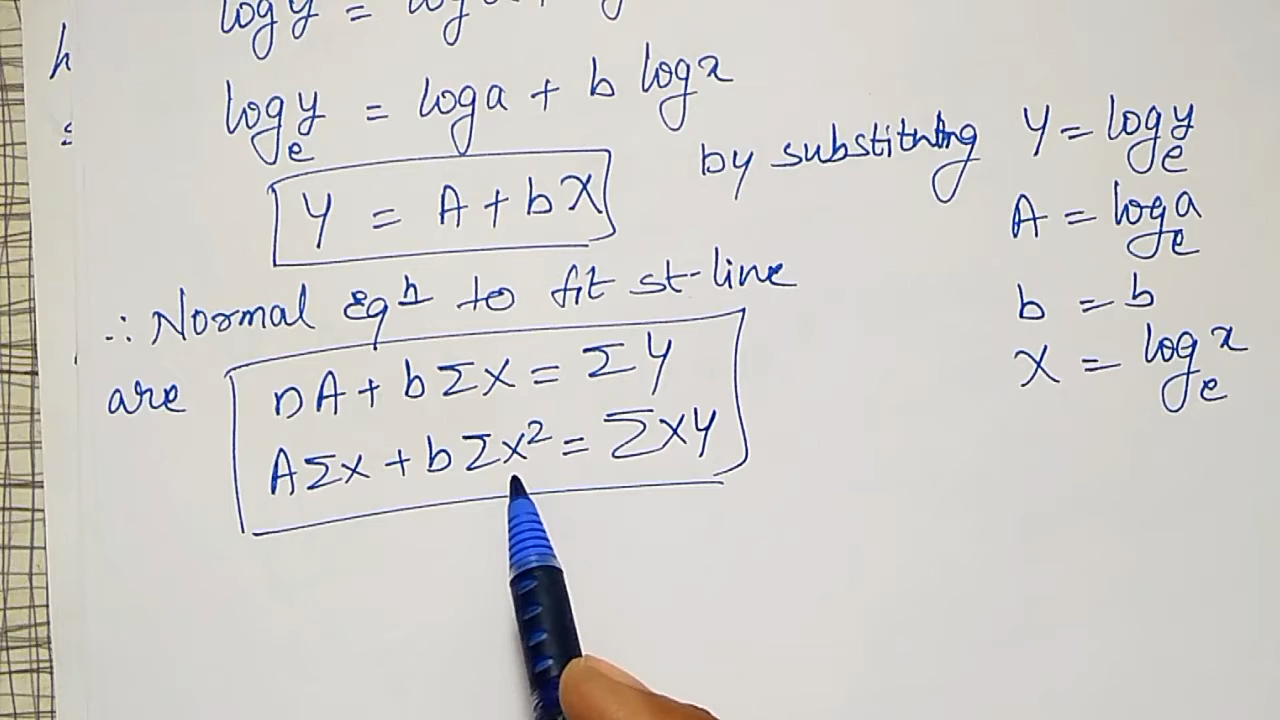 log y =
log_e y = log a + b log x
by substituting Y = log_e y
Y = A + b X
A = log_e a
b = b
X = log_e x
∴ Normal eqn to fit st-line
are nA + bΣX = ΣY
AΣX + bΣX² = ΣXY